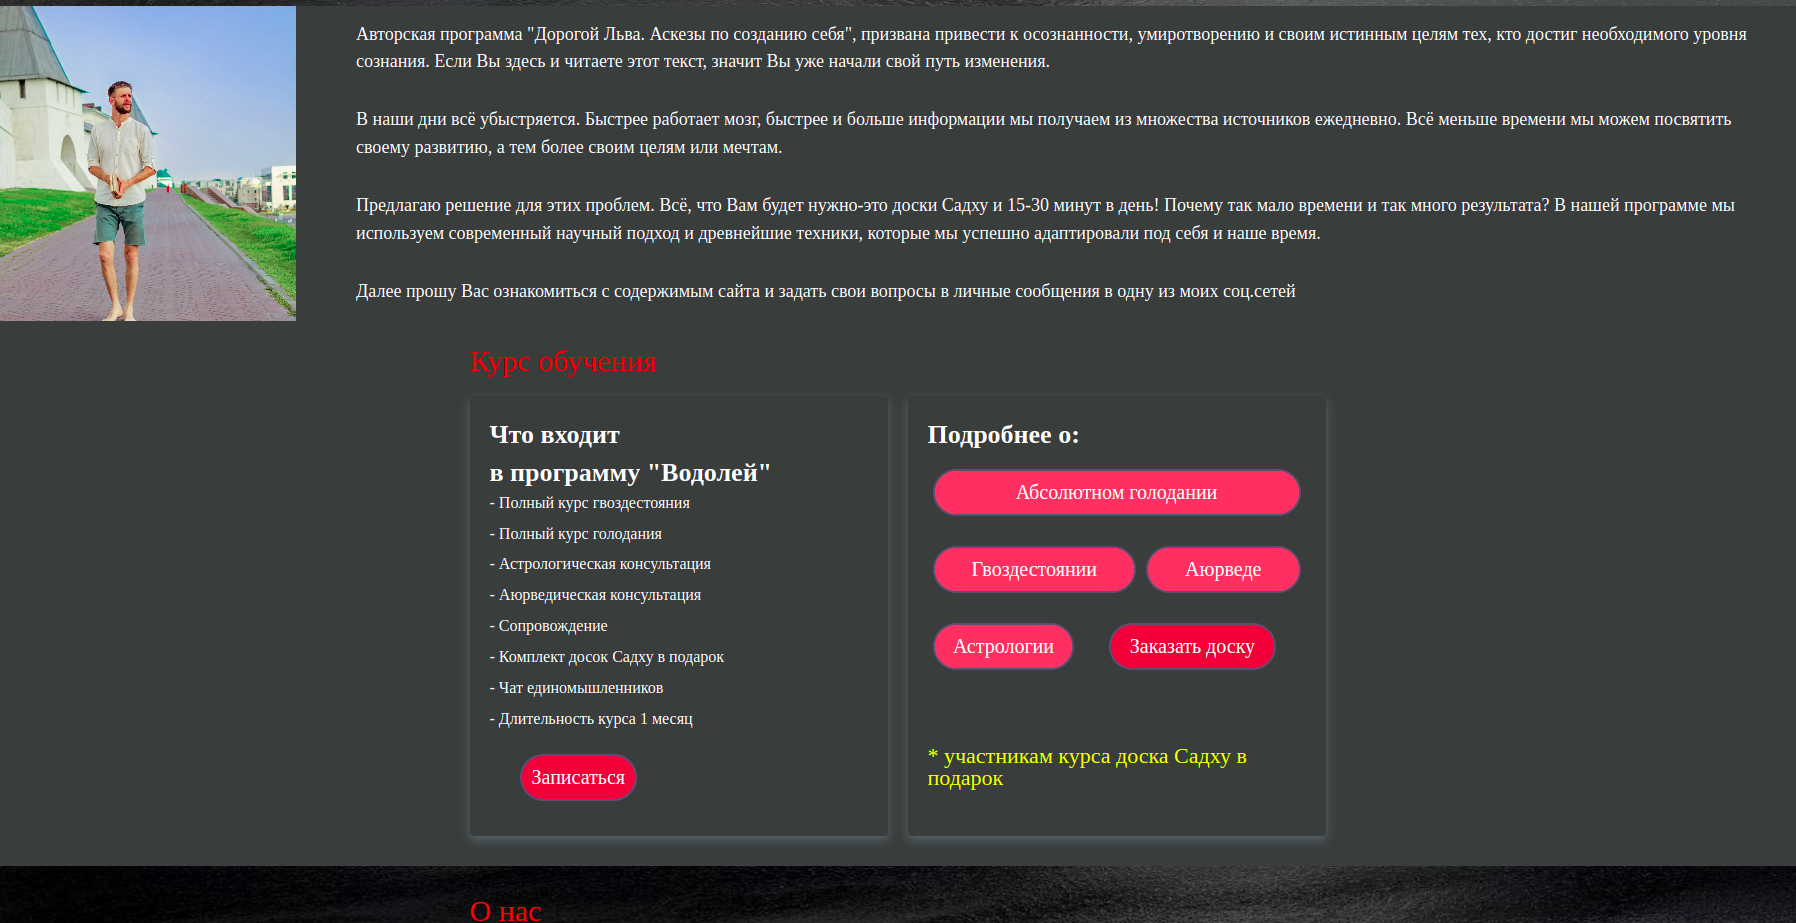 Авторская программа "Дорогой Льва. Аскезы по созданию себя", призвана привести к осознанности, умиротворению и своим истинным целям тех, кто достиг необходимого уровня
сознания. Если Вы здесь и читаете этот текст, значит Вы уже начали свой путь изменения.
В наши дни всё убыстряется. Быстрее работает мозг, быстрее и больше информации мы получаем из множества источников ежедневно. Всё меньше времени мы можем посвятить
своему развитию, а тем более своим целям или мечтам.
Предлагаю решение для этих проблем. Всё, что Вам будет нужно-это доски Садху и 15-30 минут в день! Почему так мало времени и так много результата? В нашей программе мы
используем современный научный подход и древнейшие техники, которые мы успешно адаптировали под себя и наше время.
Далее прошу Вас ознакомиться с содержимым сайта и задать свои вопросы в личные сообщения в одну из моих соц.сетей
Курс обучения
Что входит
в программу "Водолей"
- Полный курс гвоздестояния
- Полный курс голодания
- Астрологическая консультация
- Аюрведическая консультация
- Сопровождение
- Комплект досок Садху в подарок
- Чат единомышленников
- Длительность курса 1 месяц
Записаться
Подробнее о:
Абсолютном голодании
Гвоздестоянии
Аюрведе
Астрологии
Заказать доску
* участникам курса доска Садху в
подарок
О нас